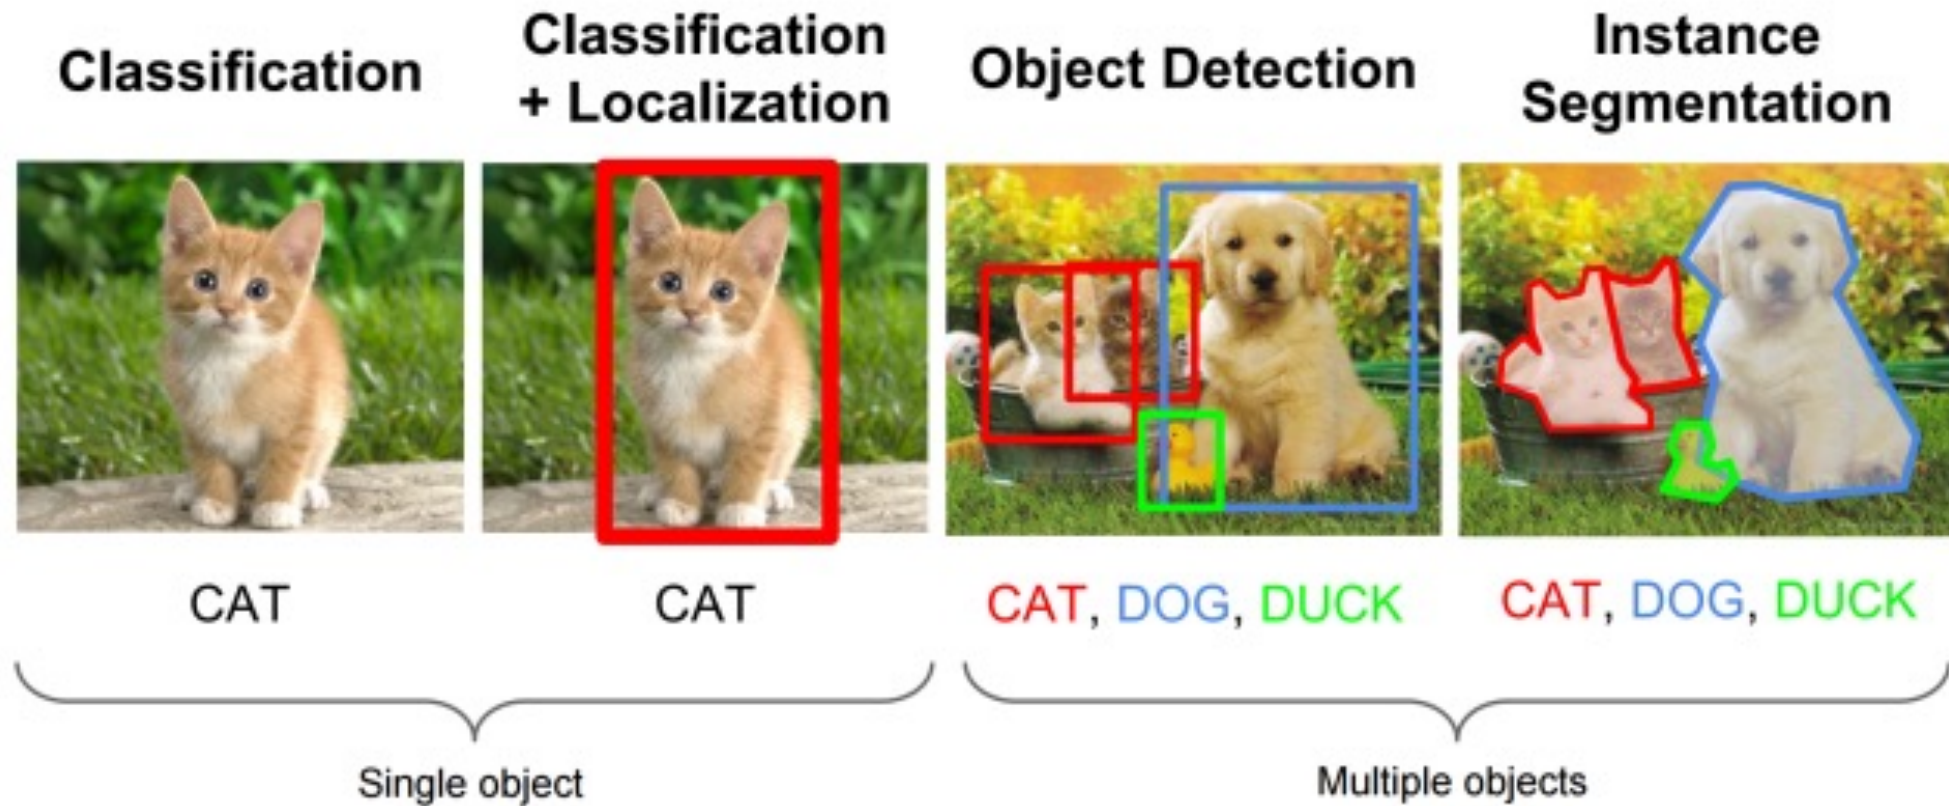 Classification
Classification
+ Localization
Object Detection
Instance
Segmentation
CAT
CAT
CAT, DOG, DUCK
CAT, DOG, DUCK
Single object
Multiple objects